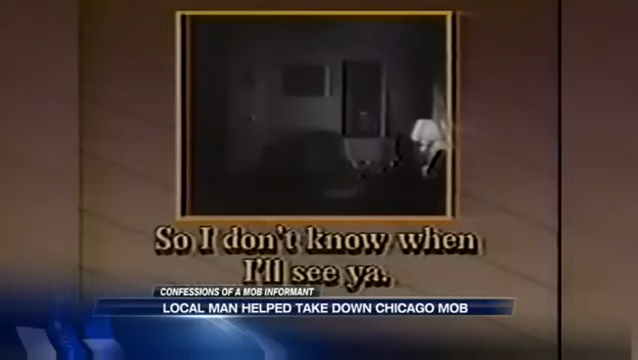 So I don't know when
I'll see ya.
CONFESSIONS OF A MOB INFORMANT
LOCAL MAN HELPED TAKE DOWN CHICAGO MOB